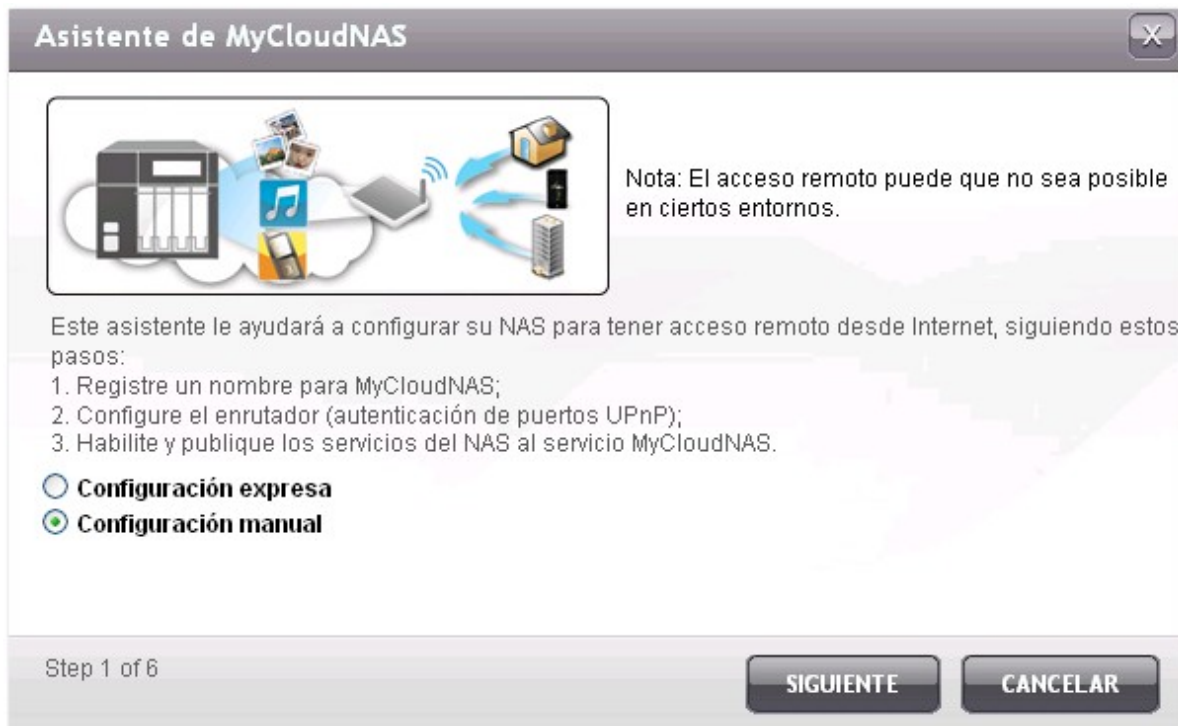 Asistente de MyCloudNAS
X
Nota: El acceso remoto puede que no sea posible
en ciertos entornos.
Este asistente le ayudará a configurar su NAS para tener acceso remoto desde Internet, siguiendo estos
pasos:
1. Registre un nombre para MyCloudNAS;
2. Configure el enrutador (autenticación de puertos UPnP);
3. Habilite y publique los servicios del NAS al servicio MyCloudNAS.
Configuración expresa
Configuración manual
Step 1 of 6
SIGUIENTE
CANCELAR